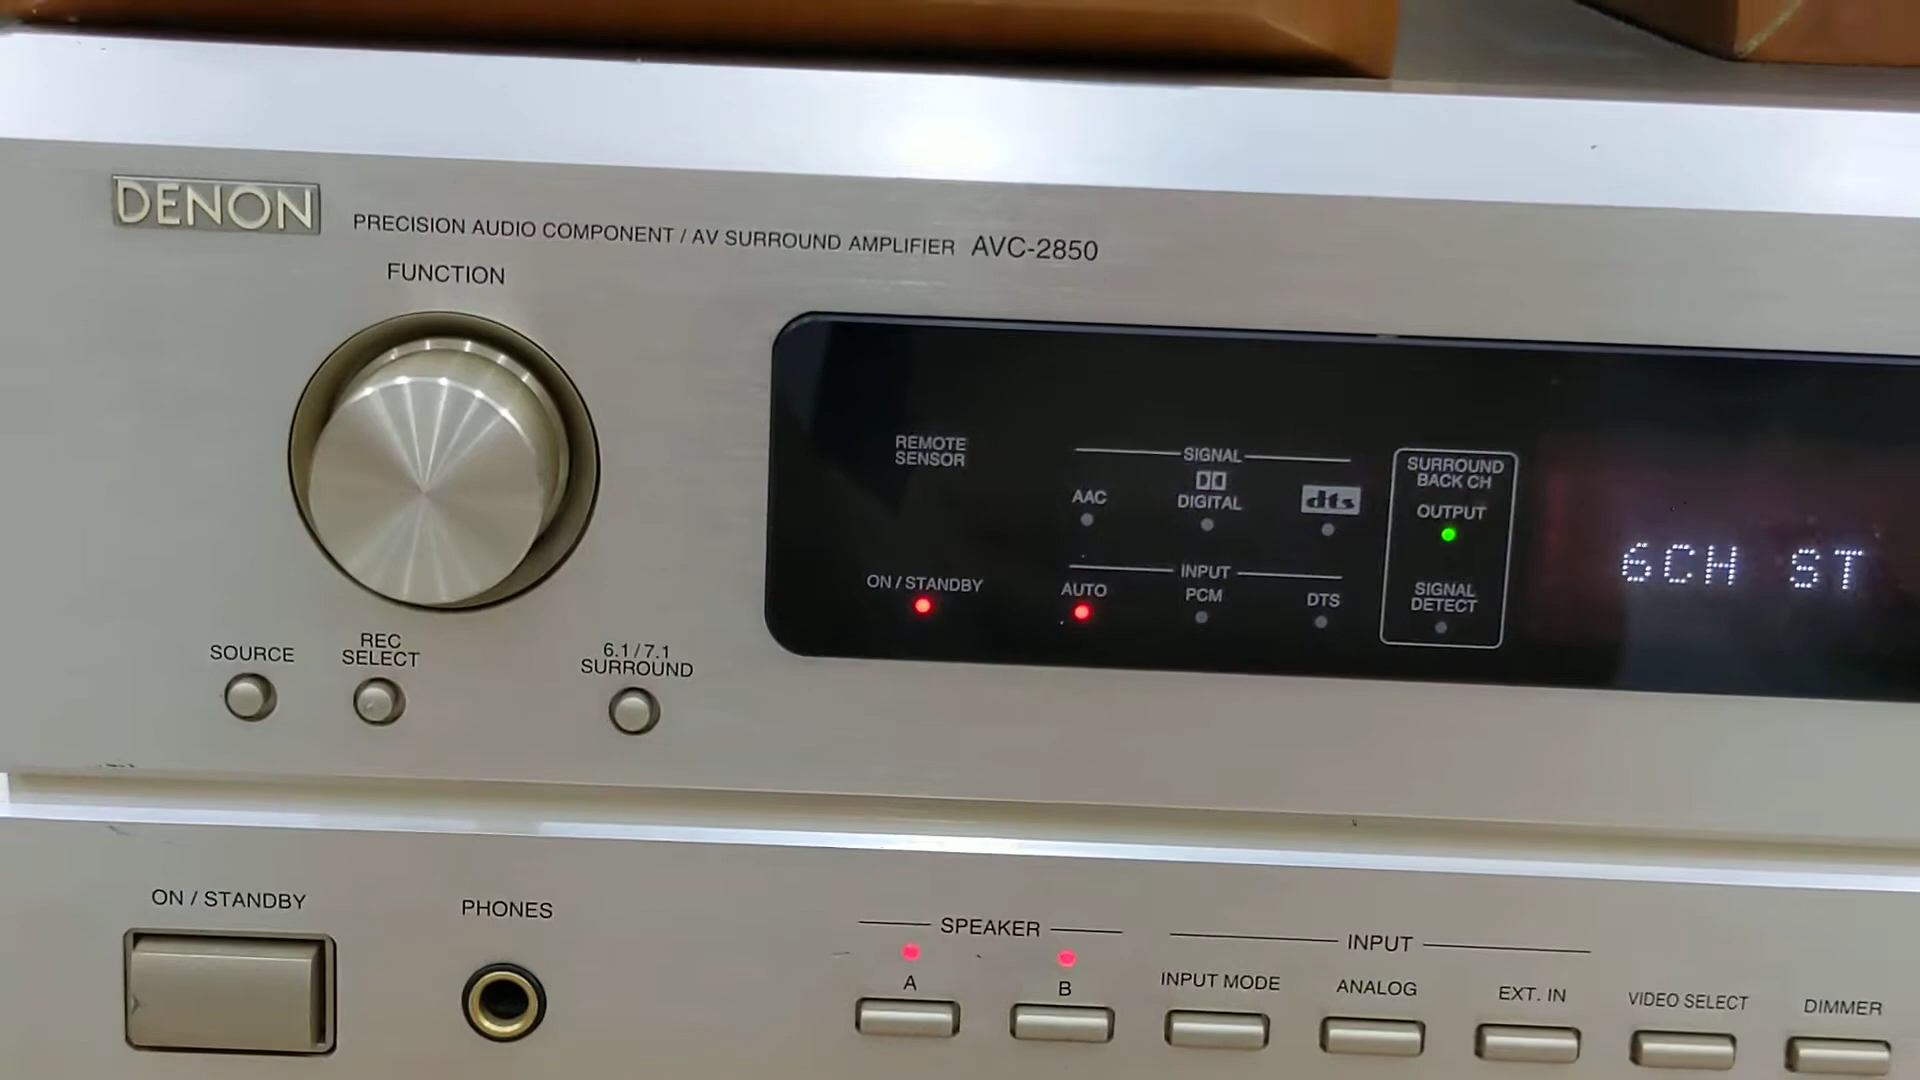 DENON
PRECISION AUDIO COMPONENT / AV SURROUND AMPLIFIER AVC-2850
FUNCTION
REMOTE
SENSOR
SIGNAL
AAC
DIGITAL
dts
SURROUND
BACK CH
OUTPUT
6CH ST
ON / STANDBY
INPUT
AUTO
PCM
DTS
SIGNAL
DETECT
SOURCE
REC
SELECT
6.1 / 7.1
SURROUND
ON / STANDBY
PHONES
SPEAKER
A
B
INPUT
INPUT MODE
ANALOG
EXT. IN
VIDEO SELECT
DIMMER